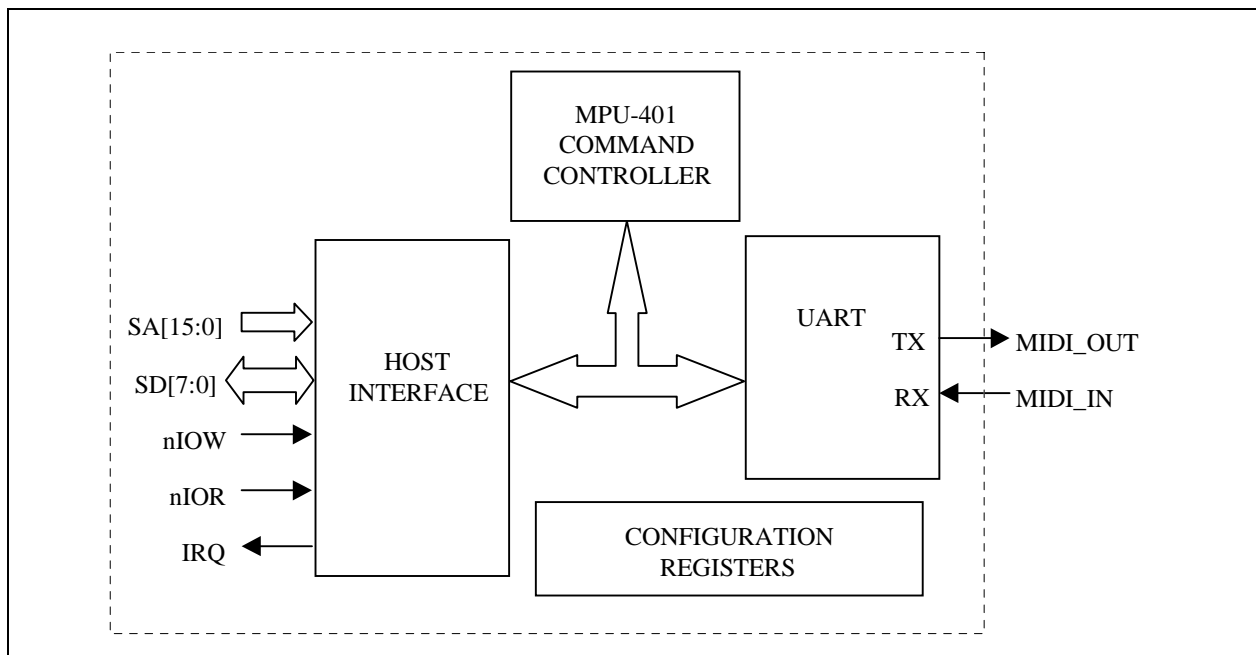 MPU-401
COMMAND
CONTROLLER
SA[15:0]
SD[7:0]
nIOW
nIOR
IRQ
HOST
INTERFACE
UART
TX
RX
MIDI_OUT
MIDI_IN
CONFIGURATION
REGISTERS